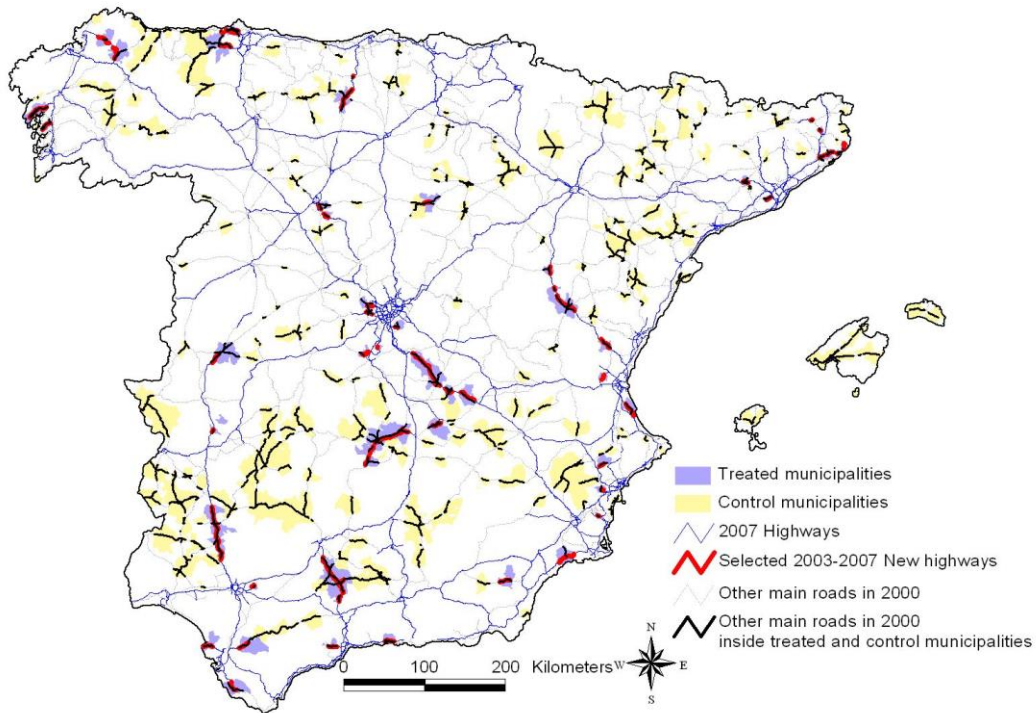 Treated municipalities
Control municipalities
2007 Highways
Selected 2003-2007 New highways
Other main roads in 2000
Other main roads in 2000
inside treated and control municipalities
0 100 200 Kilometers
N
W E
S